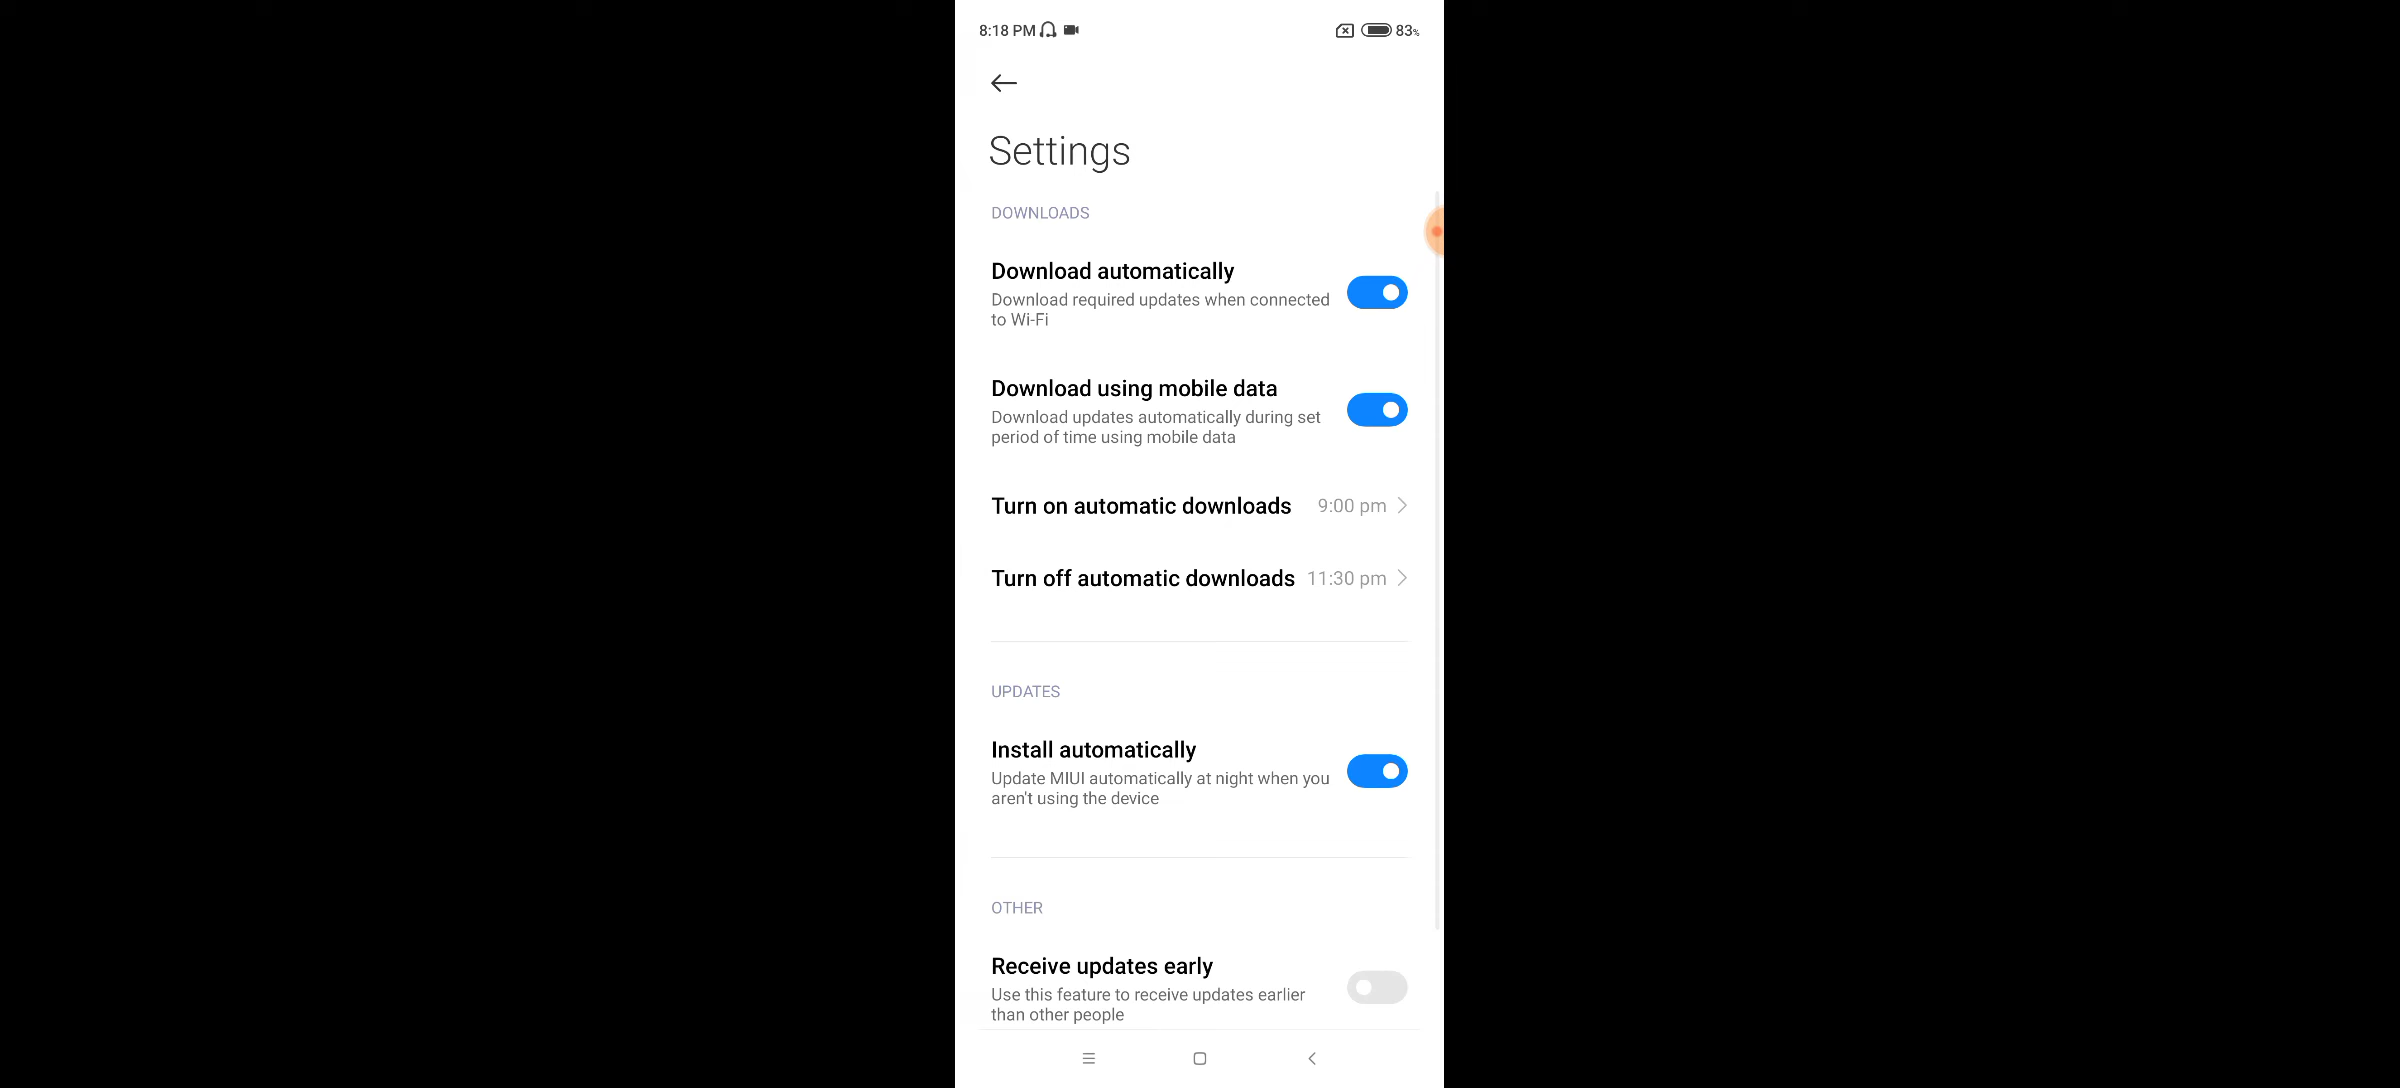 8:18 PM 83%
Settings
DOWNLOADS
Download automatically
Download required updates when connected
to Wi-Fi
Download using mobile data
Download updates automatically during set
period of time using mobile data
Turn on automatic downloads 9:00 pm
Turn off automatic downloads 11:30 pm
UPDATES
Install automatically
Update MIUI automatically at night when you
aren't using the device
OTHER
Receive updates early
Use this feature to receive updates earlier
than other people